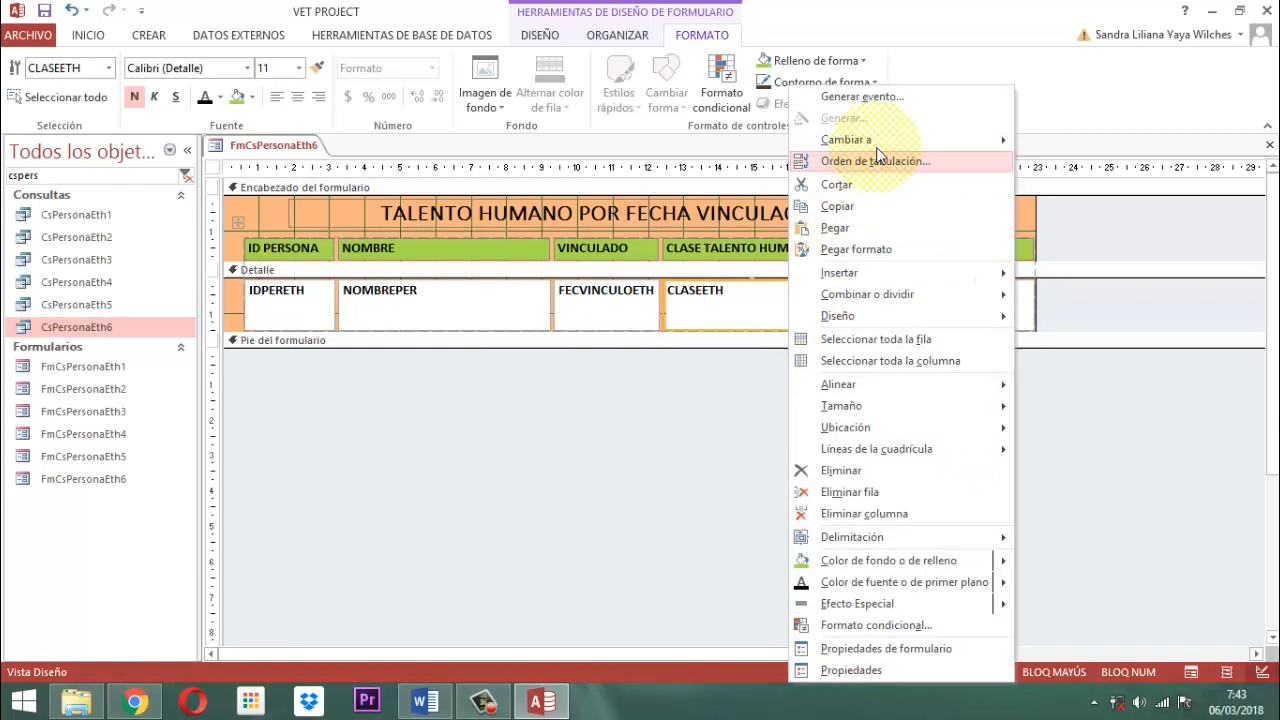 VET PROJECT
HERRAMIENTAS DE DISEÑO DE FORMULARIO
?
ARCHIVO INICIO CREAR DATOS EXTERNOS HERRAMIENTAS DE BASE DE DATOS DISEÑO ORGANIZAR FORMATO
Sandra Liliana Yaya Wilches
CLASEETH
Seleccionar todo
Selección
Calibri (Detalle) 11
N K S
Fuente
Formato
$ % 000
Número
Imagen de fondo
Alternar color de fila
Fondo
Estilos rápidos
Cambiar forma
Formato condicional
Relleno de forma
Contorno de forma
Formato de controles
Todos los objet...
cspers
Consultas
CsPersonaEth1
CsPersonaEth2
CsPersonaEth3
CsPersonaEth4
CsPersonaEth5
CsPersonaEth6
Formularios
FmCsPersonaEth1
FmCsPersonaEth2
FmCsPersonaEth3
FmCsPersonaEth4
FmCsPersonaEth5
FmCsPersonaEth6
FmCsPersonaEth6
Encabezado del formulario
TALENTO HUMANO POR FECHA
ID PERSONA NOMBRE VINCULADO CLASE TALENTO
Detalle
IDPERETH NOMBREPER FECVINCULOETH CLASEETH
Pie del formulario
Generar evento...
Generar...
Cambiar a
Orden de tabulación...
Cortar
Copiar
Pegar
Pegar formato
Insertar
Combinar o dividir
Diseño
Seleccionar toda la fila
Seleccionar toda la columna
Alinear
Tamaño
Ubicación
Líneas de la cuadrícula
Eliminar
Eliminar fila
Eliminar columna
Delimitación
Color de fondo o de relleno
Color de fuente o de primer plano
Efecto Especial
Formato condicional...
Propiedades de formulario
Propiedades
Vista Diseño
BLOQ MAYÚS BLOQ NUM
Pr
7:43
06/03/2018